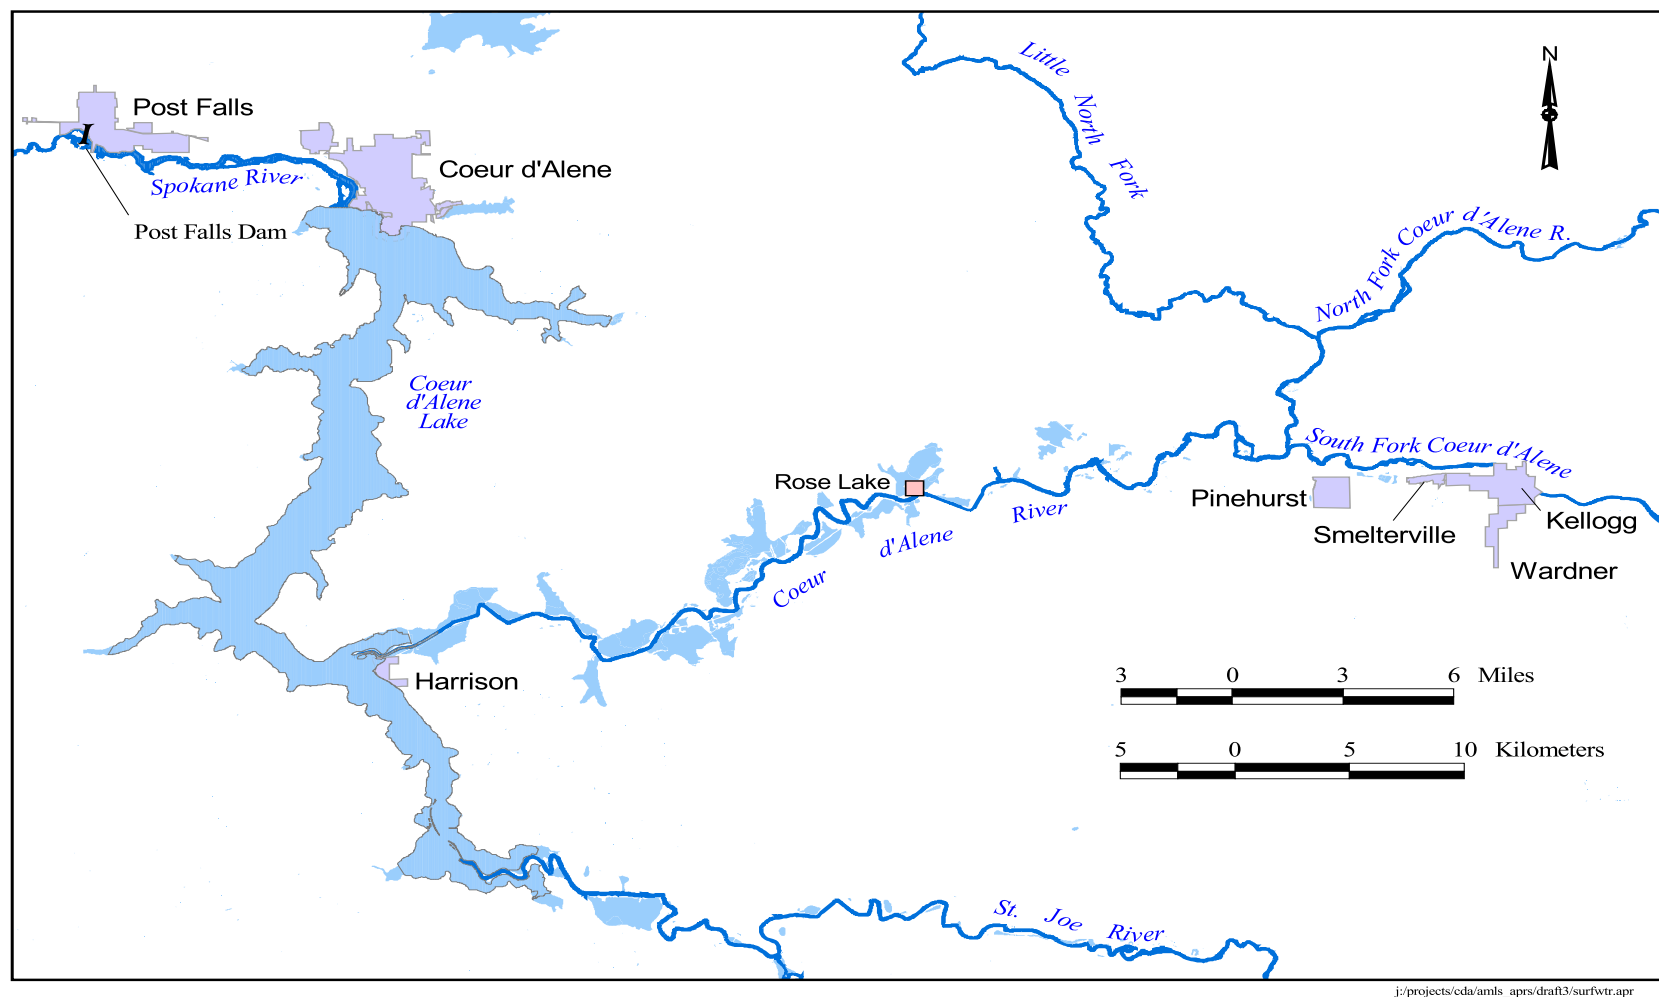 N
Little North Fork
Post Falls
Coeur d'Alene
Spokane River
Post Falls Dam
North Fork Coeur d'Alene R.
Coeur
d'Alene
Lake
South Fork Coeur d'Alene
Rose Lake
Coeur d'Alene River
Pinehurst
Smelterville
Kellogg
Wardner
Harrison
3 0 3 6 Miles
5 0 5 10 Kilometers
St. Joe River
j:/projects/cda/amls_aprs/draft3/surfwtr.apr